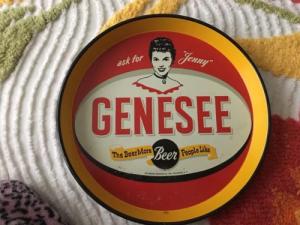 ask for "Jenny"
GENESEE
The Beer More Beer People Like